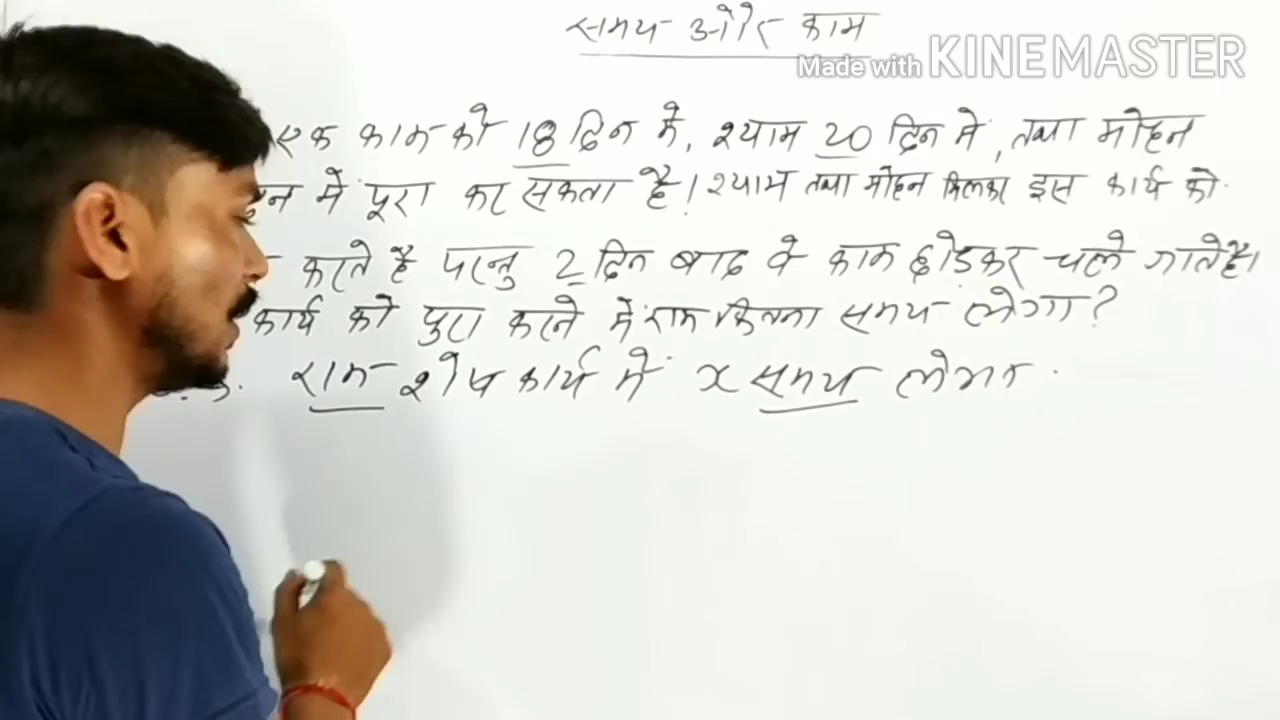 समय और काम
Made with KINEMASTER
एक काम को 18 दिन में, श्याम 20 दिन में, तथा मोहन
में पूरा कर सकता है। श्याम तथा मोहन मिलकर इस कार्य को
करते है परन्तु 2 दिन बाद वे काम छोड़कर चले जाते है।
कार्य को पुरा करने में राम कितना समय लेगा?
राम शेष कार्य में x समय लेगा